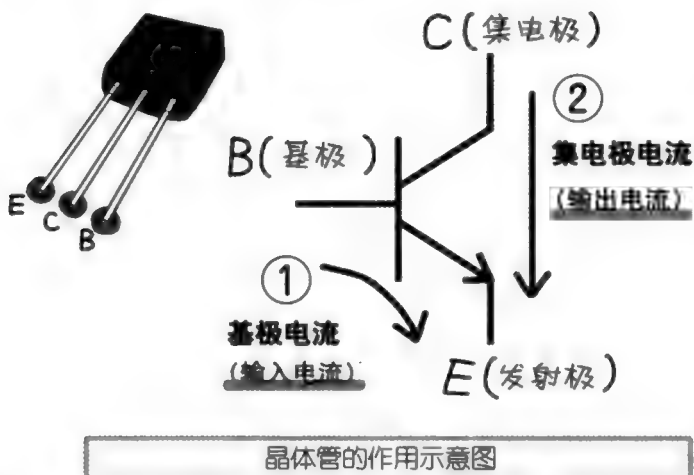 C(集电极)
②
集电极电流
(输出电流)
B(基极)
E
C
B
①
基极电流
(输入电流)
E(发射极)
晶体管的作用示意图